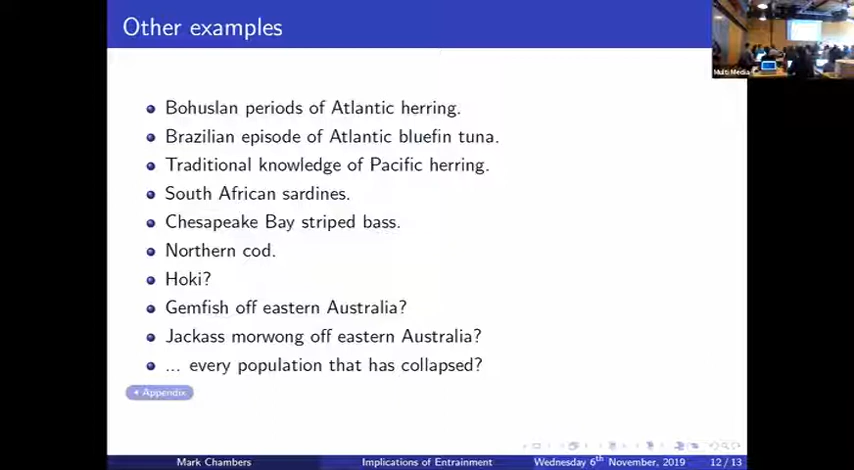 Other examples
Multi Media
Bohuslan periods of Atlantic herring.
Brazilian episode of Atlantic bluefin tuna.
Traditional knowledge of Pacific herring.
South African sardines.
Chesapeake Bay striped bass.
Northern cod.
Hoki?
Gemfish off eastern Australia?
Jackass morwong off eastern Australia?
... every population that has collapsed?
Appendix
Mark Chambers Implications of Entrainment Wednesday 6th November, 2019 12 / 13